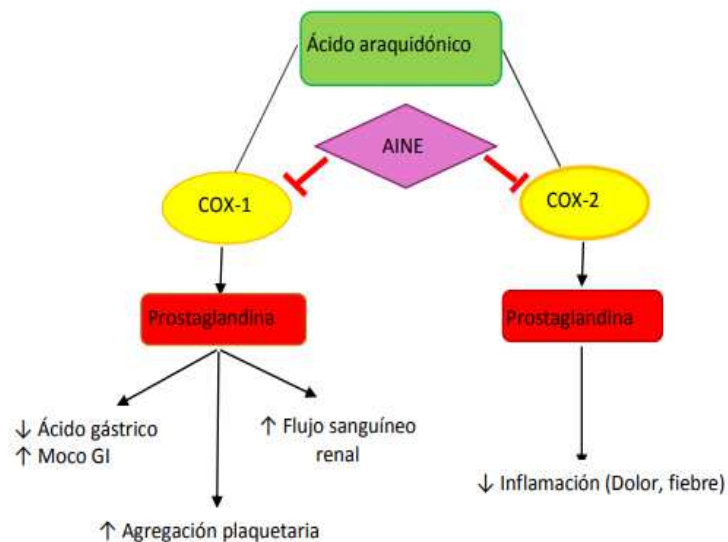 Ácido araquidónico
AINE
COX-1
COX-2
Prostaglandina
Prostaglandina
↓ Ácido gástrico
↑ Moco GI
↑ Flujo sanguíneo
renal
↓ Inflamación (Dolor, fiebre)
↑ Agregación plaquetaria